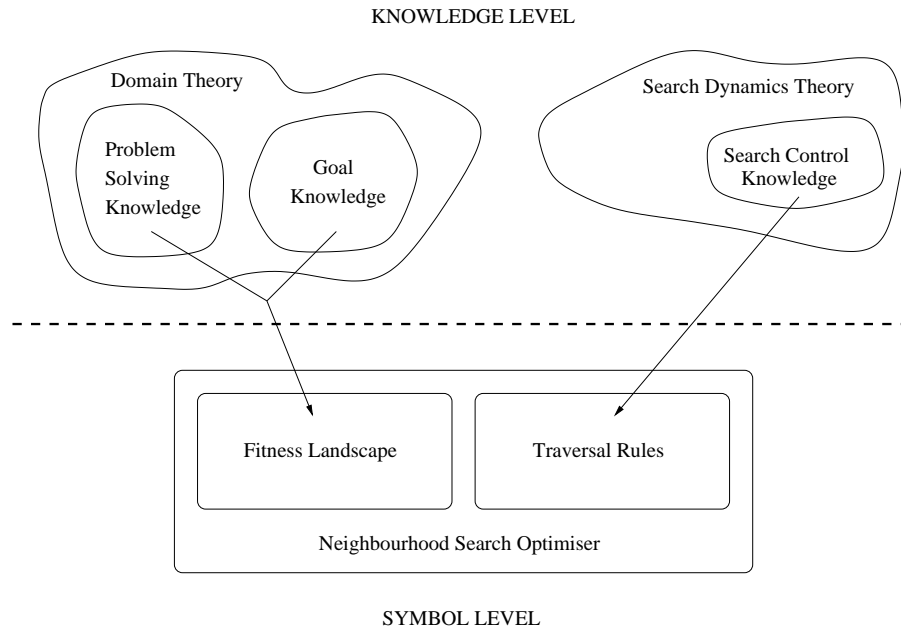 KNOWLEDGE LEVEL
Domain Theory
Problem
Solving
Knowledge
Goal
Knowledge
Search Dynamics Theory
Search Control
Knowledge
Fitness Landscape
Traversal Rules
Neighbourhood Search Optimiser
SYMBOL LEVEL